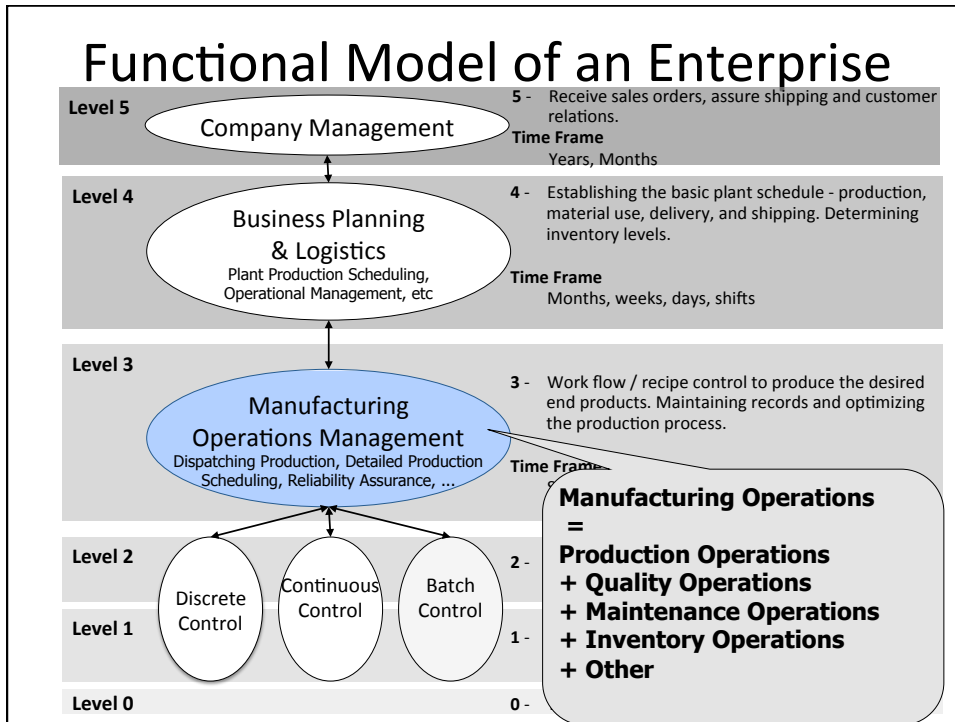 Functional Model of an Enterprise
Level 5
Company Management
5 - Receive sales orders, assure shipping and customer
relations.
Time Frame
Years, Months
Level 4
Business Planning
& Logistics
Plant Production Scheduling,
Operational Management, etc
4 - Establishing the basic plant schedule - production,
material use, delivery, and shipping. Determining
inventory levels.
Time Frame
Months, weeks, days, shifts
Level 3
Manufacturing
Operations Management
Dispatching Production, Detailed Production
Scheduling, Reliability Assurance, ...
3 - Work flow / recipe control to produce the desired
end products. Maintaining records and optimizing
the production process.
Time Frame
Manufacturing Operations
=
Production Operations
+ Quality Operations
+ Maintenance Operations
+ Inventory Operations
+ Other
Level 2
2 -
Discrete
Control
Continuous
Control
Batch
Control
Level 1
1 -
Level 0
0 -